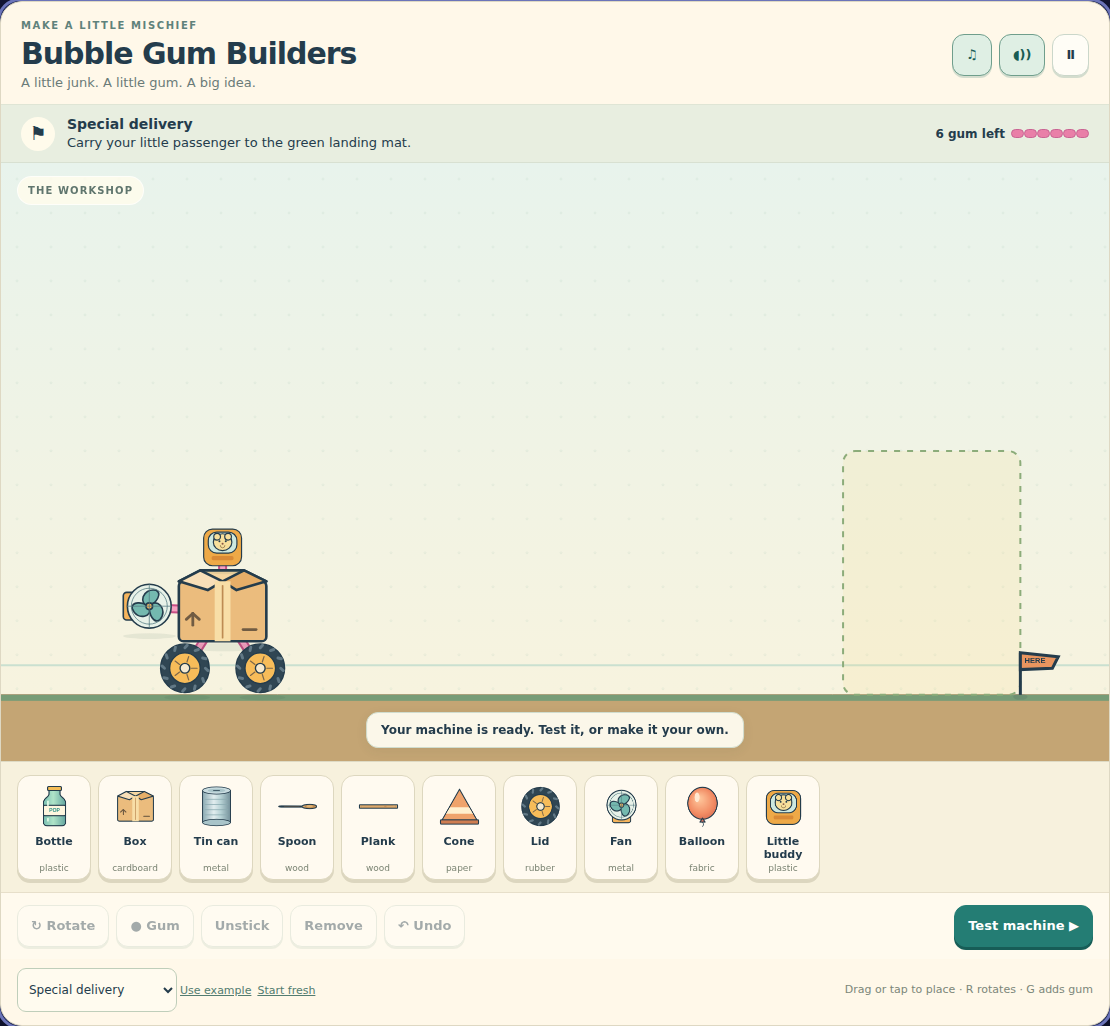 MAKE A LITTLE MISCHIEF
Bubble Gum Builders
A little junk. A little gum. A big idea.
Special delivery
Carry your little passenger to the green landing mat.
6 gum left
THE WORKSHOP
HERE
Your machine is ready. Test it, or make it your own.
POP
Bottle
plastic
Box
cardboard
Tin can
metal
Spoon
wood
Plank
wood
Cone
paper
Lid
rubber
Fan
metal
Balloon
fabric
Little
buddy
plastic
↻ Rotate
● Gum
Unstick
Remove
↶ Undo
Test machine ▶
Special delivery
Use example
Start fresh
Drag or tap to place · R rotates · G adds gum